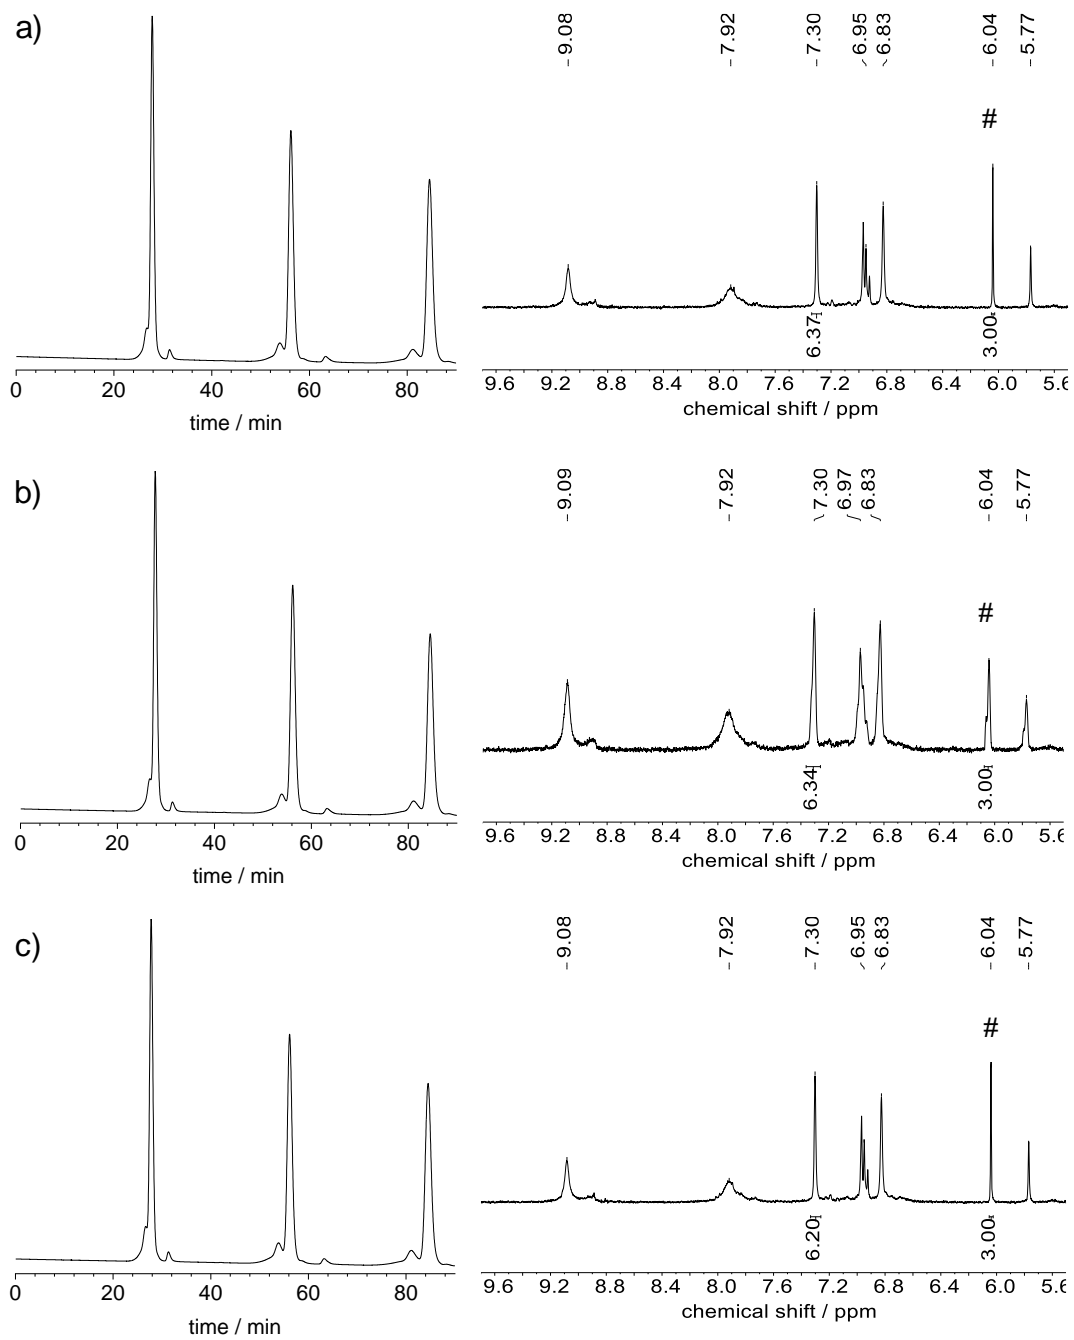 a)
9.08 7.92 7.30 6.95 6.83 6.04 5.77
#
6.37 3.00
0 20 40 60 80
time / min
9.6 9.2 8.8 8.4 8.0 7.6 7.2 6.8 6.4 6.0 5.6
chemical shift / ppm
b)
9.09 7.92 7.30 6.97 6.83 6.04 5.77
#
6.34 3.00
0 20 40 60 80
time / min
9.6 9.2 8.8 8.4 8.0 7.6 7.2 6.8 6.4 6.0 5.6
chemical shift / ppm
c)
9.08 7.92 7.30 6.95 6.83 6.04 5.77
#
6.20 3.00
0 20 40 60 80
time / min
9.6 9.2 8.8 8.4 8.0 7.6 7.2 6.8 6.4 6.0 5.6
chemical shift / ppm